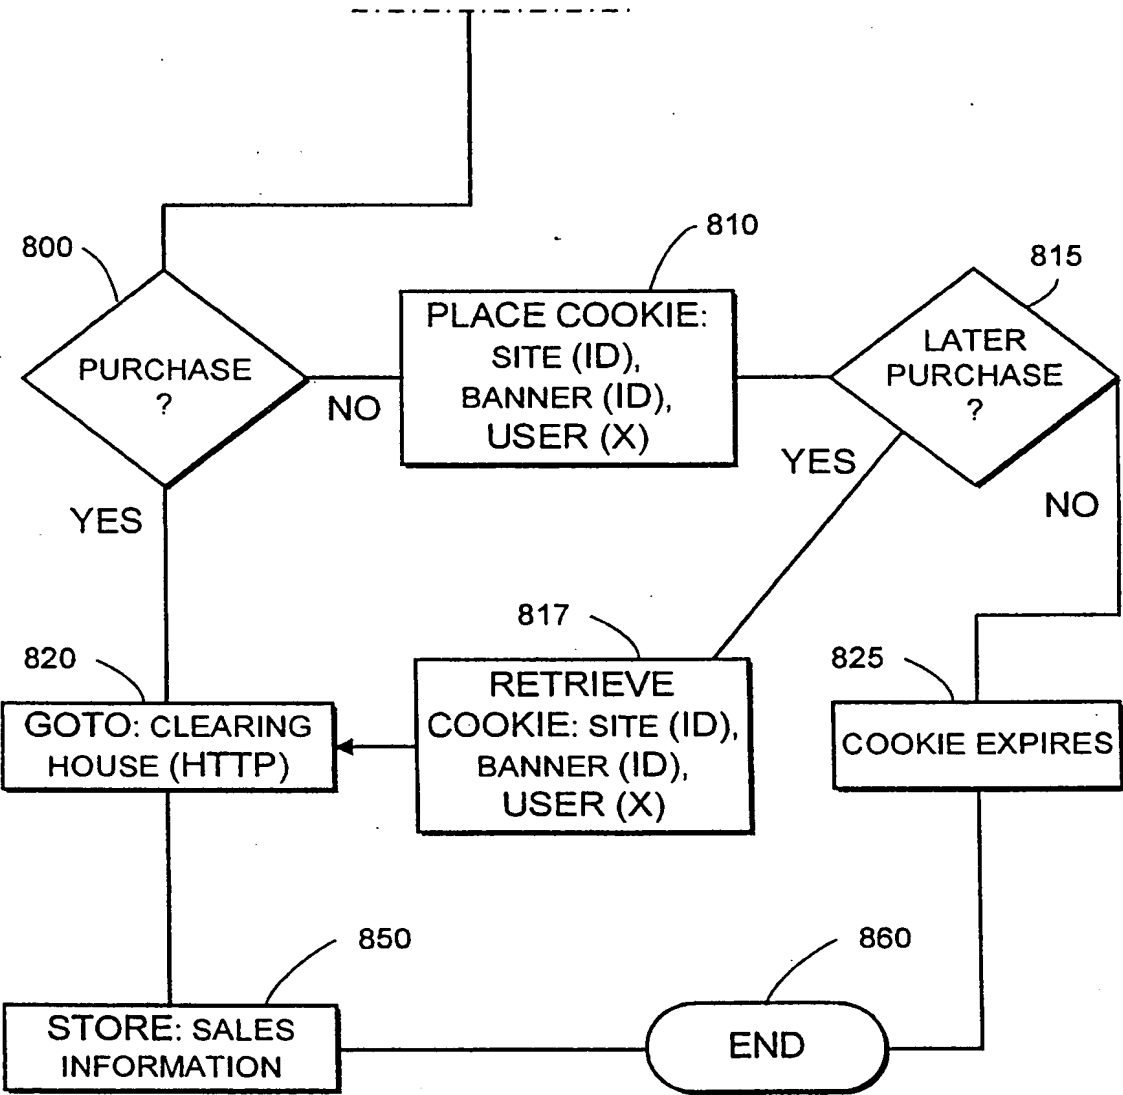 800
PURCHASE
?
NO
YES
810
PLACE COOKIE:
SITE (ID),
BANNER (ID),
USER (X)
815
LATER
PURCHASE
?
YES
NO
817
RETRIEVE
COOKIE: SITE (ID),
BANNER (ID),
USER (X)
820
GOTO: CLEARING
HOUSE (HTTP)
825
COOKIE EXPIRES
850
STORE: SALES
INFORMATION
860
END